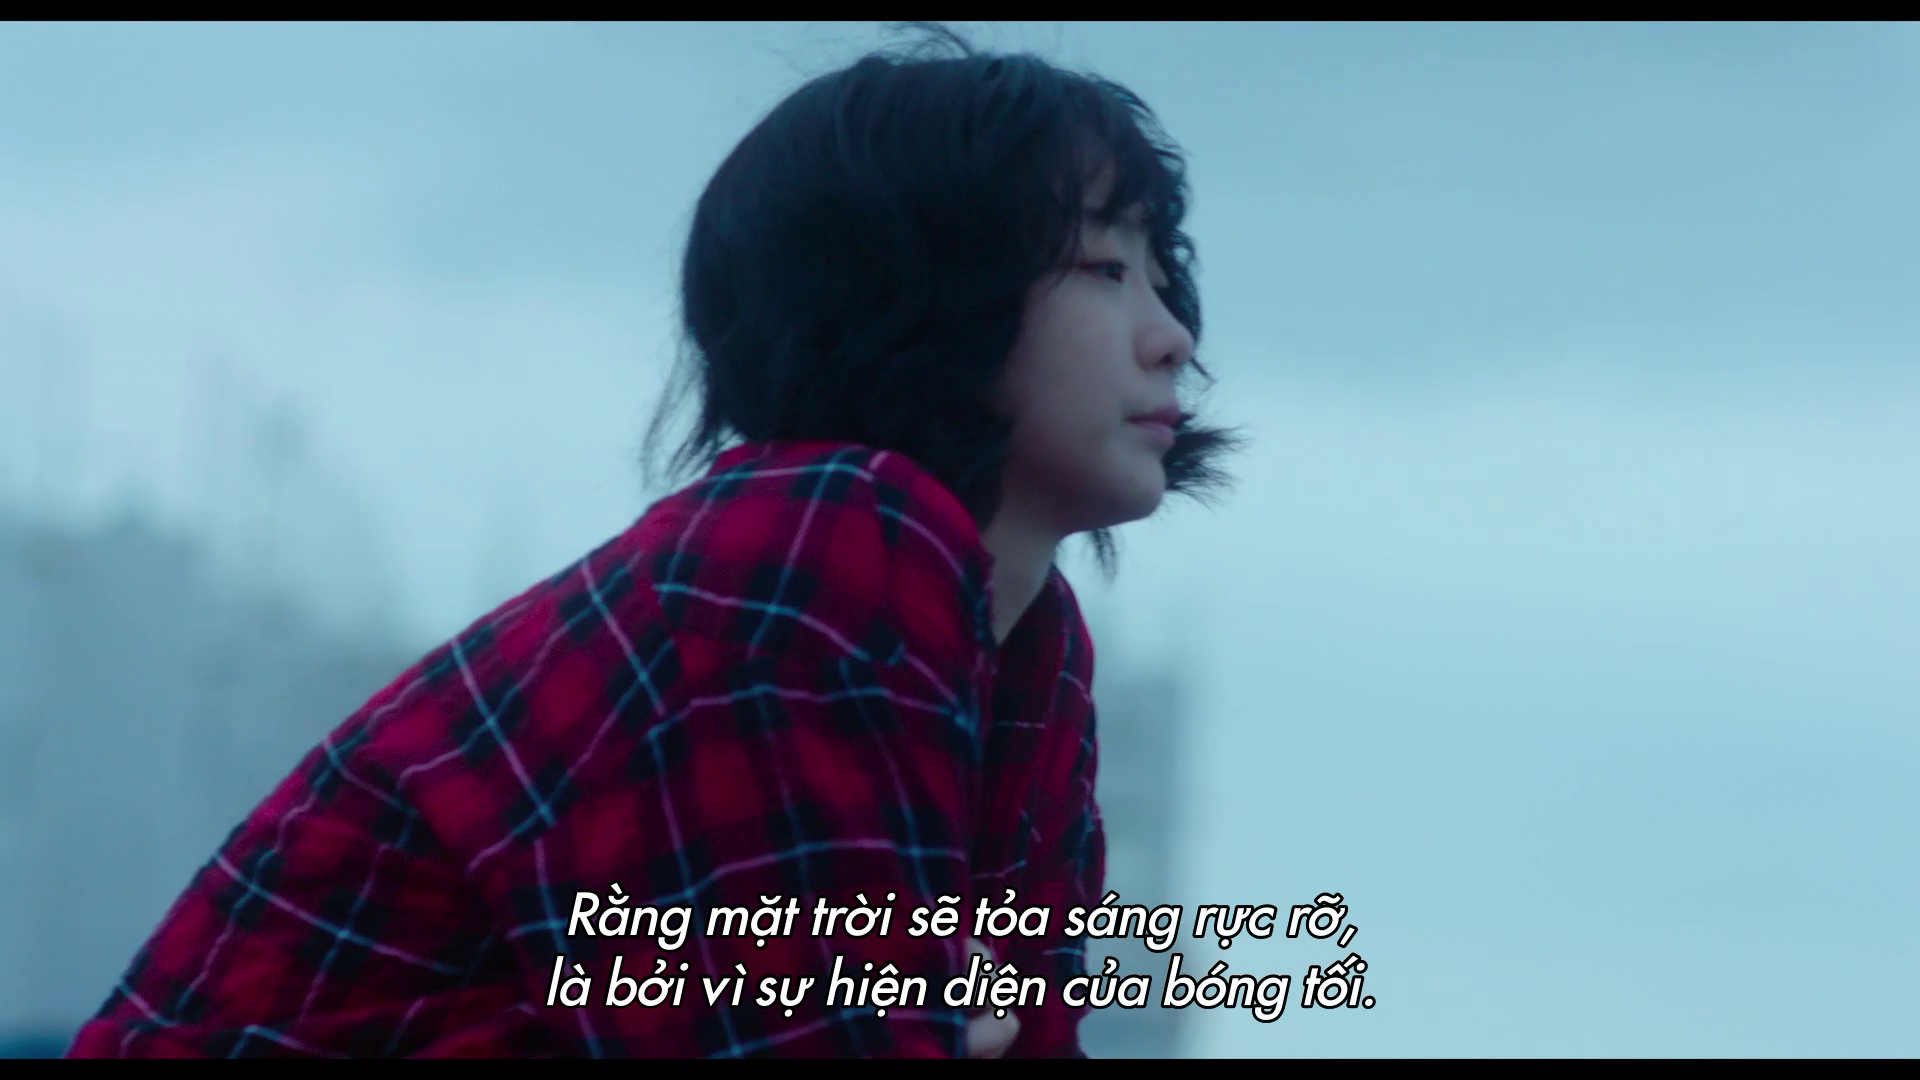 Rằng mặt trời sẽ tỏa sáng rực rỡ,
là bởi vì sự hiện diện của bóng tối.